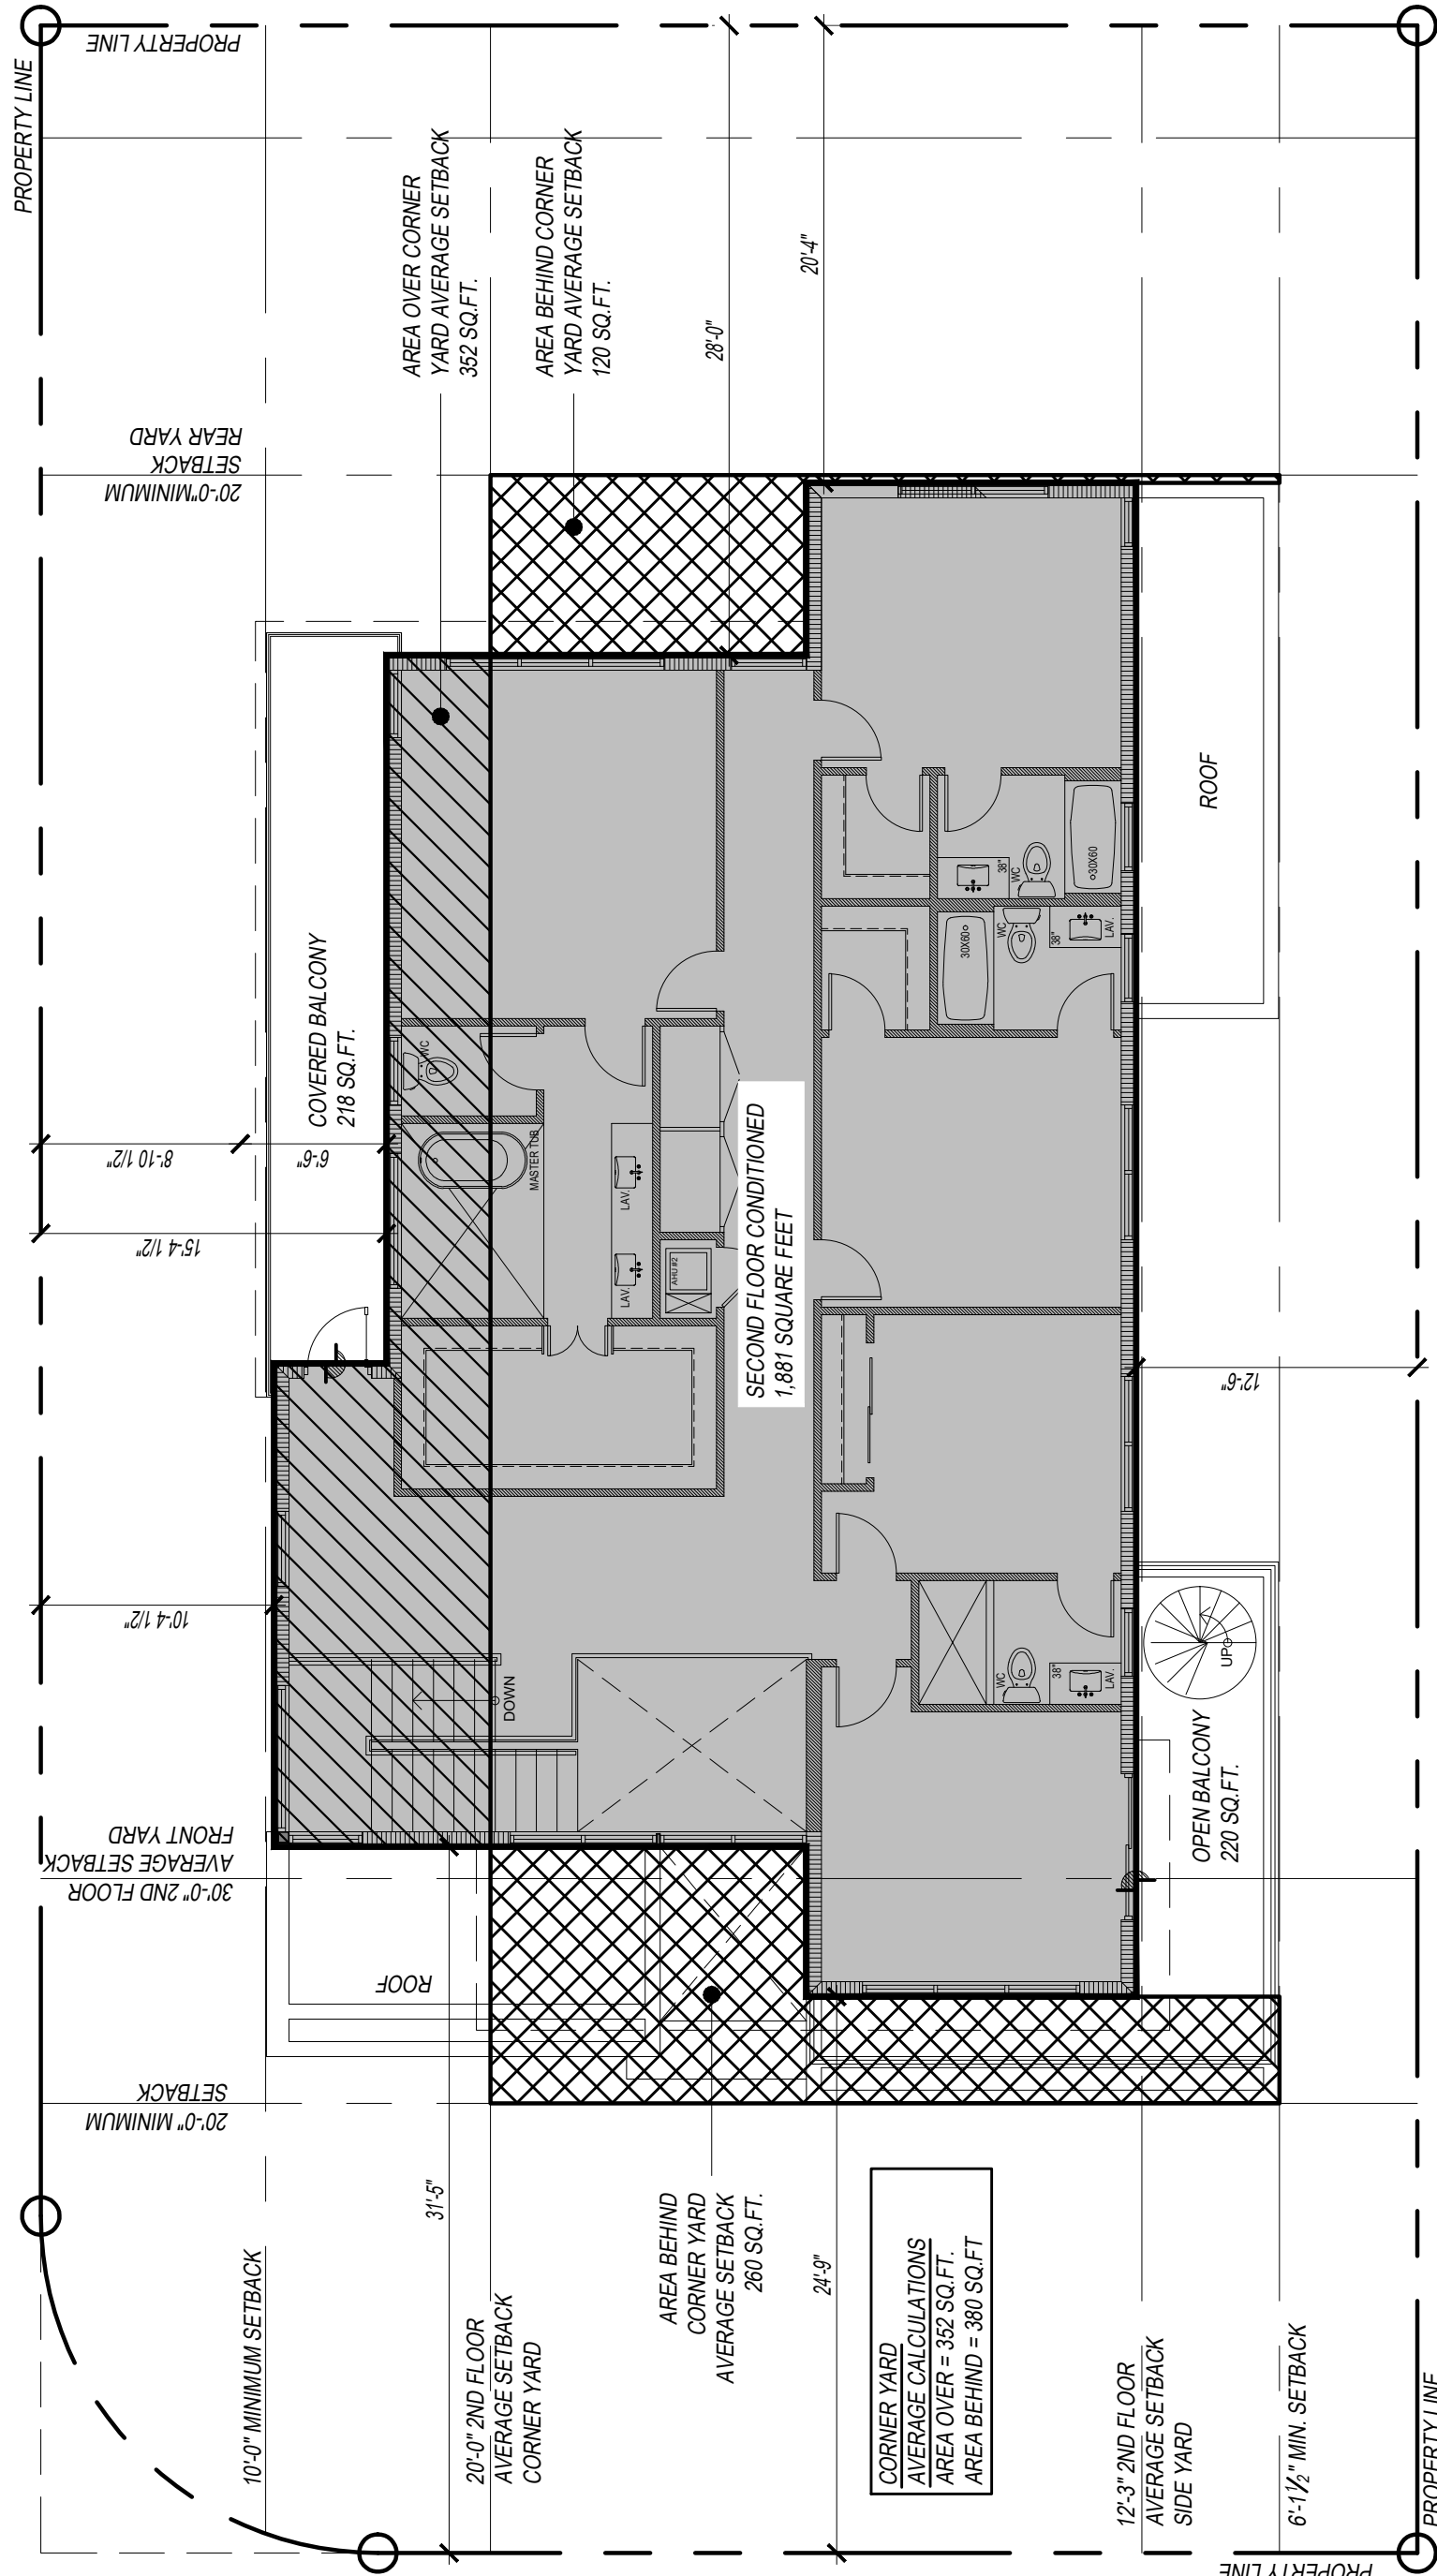 PROPERTY LINE
PROPERTY LINE
AREA OVER CORNER
YARD AVERAGE SETBACK
352 SQ.FT.
AREA BEHIND CORNER
YARD AVERAGE SETBACK
120 SQ.FT.
28'-0"
20'-4"
20'-0"MINIMUM
SETBACK
REAR YARD
COVERED BALCONY
218 SQ.FT.
8'-10 1/2"
6'-6"
15'-4 1/2"
10'-4 1/2"
WC
MASTER TUB
LAV.
LAV.
AHU #2
SECOND FLOOR CONDITIONED
1,881 SQUARE FEET
38"
WC
30X60
30X60
WC
38"
LAV.
ROOF
12'-6"
DOWN
WC
38"
LAV.
UP
OPEN BALCONY
220 SQ.FT.
30'-0" 2ND FLOOR
AVERAGE SETBACK
FRONT YARD
ROOF
20'-0" MINIMUM
SETBACK
31'-5"
24'-9"
AREA BEHIND
CORNER YARD
AVERAGE SETBACK
260 SQ.FT.
10'-0" MINIMUM SETBACK
20'-0" 2ND FLOOR
AVERAGE SETBACK
CORNER YARD
CORNER YARD
AVERAGE CALCULATIONS
AREA OVER = 352 SQ.FT.
AREA BEHIND = 380 SQ.FT
12'-3" 2ND FLOOR
AVERAGE SETBACK
SIDE YARD
6'-1½" MIN. SETBACK
PROPERTY LINE
PROPERTY LINE